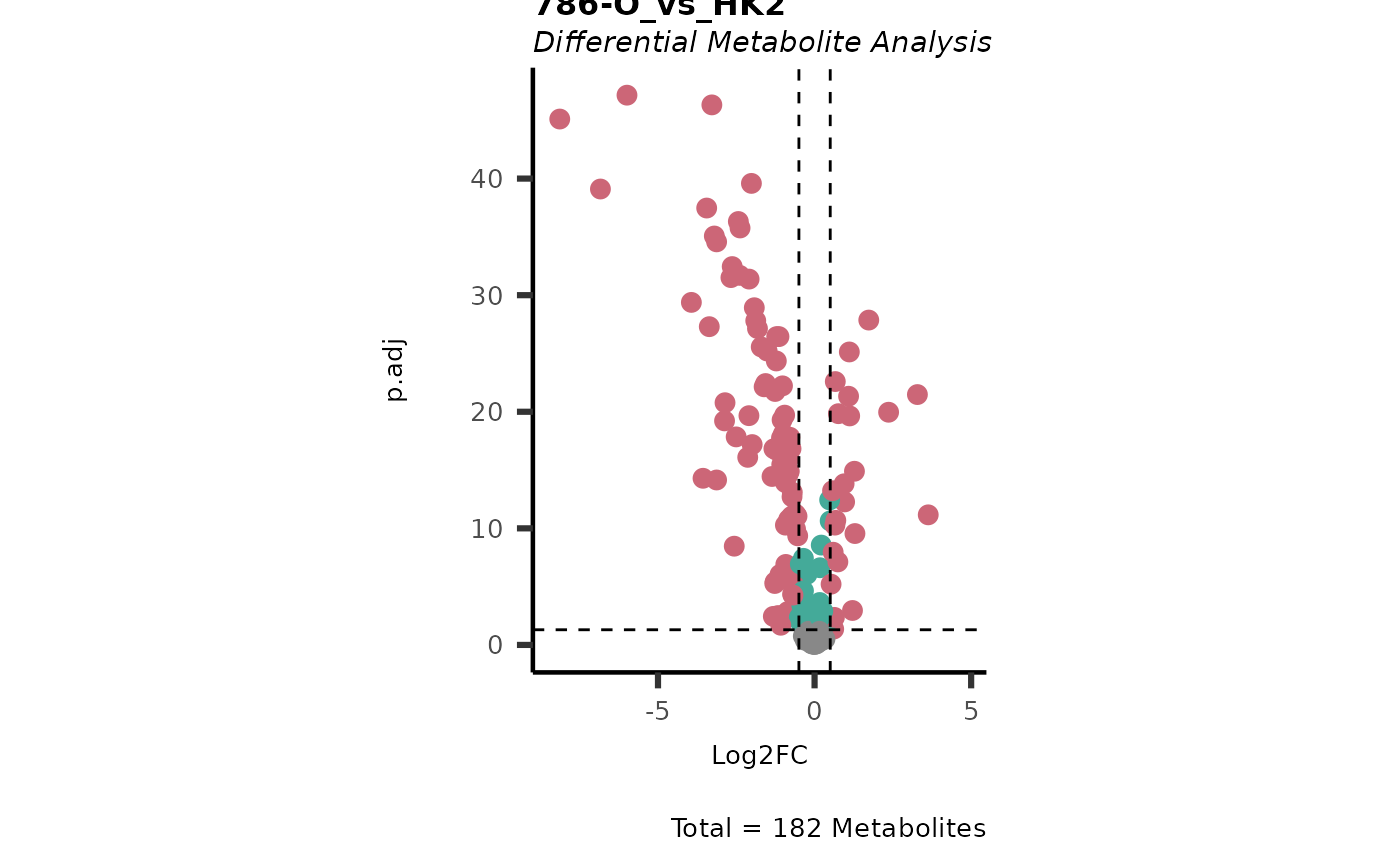 786-O_vs_HK2
Differential Metabolite Analysis
40
30
20
10
0
p.adj
-5 0 5
Log2FC
Total = 182 Metabolites